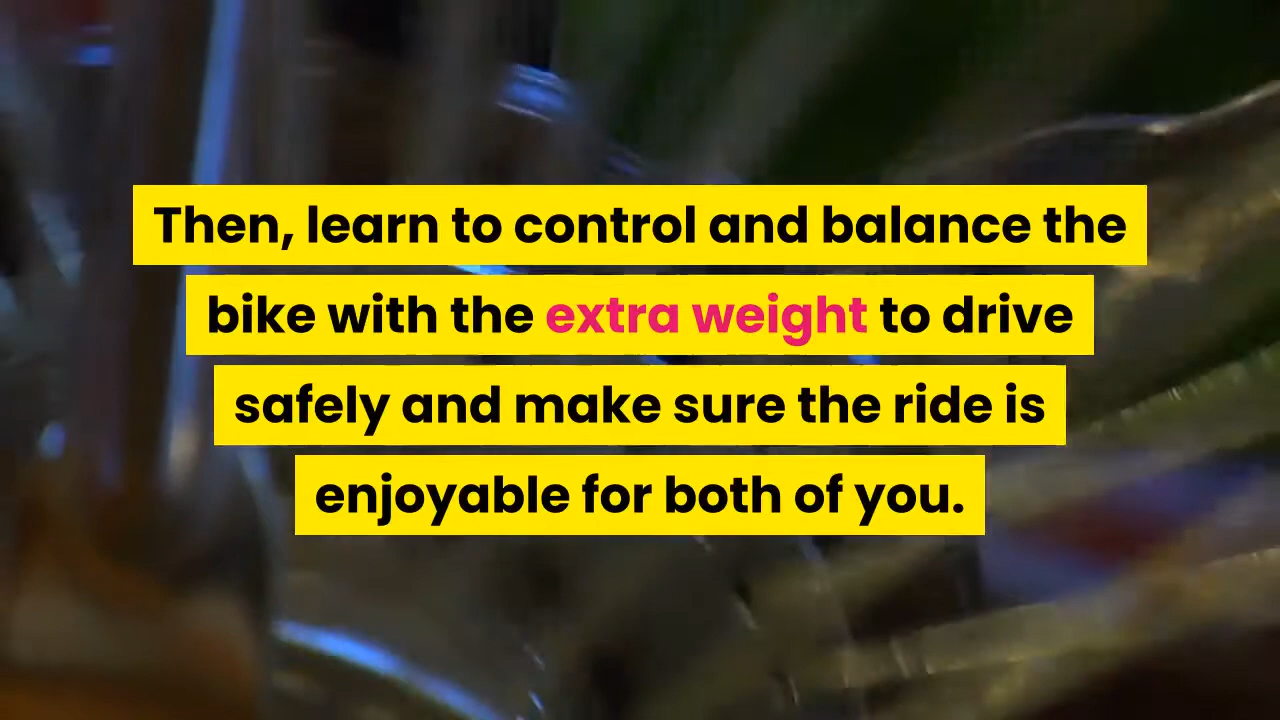 Then, learn to control and balance the
bike with the extra weight to drive
safely and make sure the ride is
enjoyable for both of you.